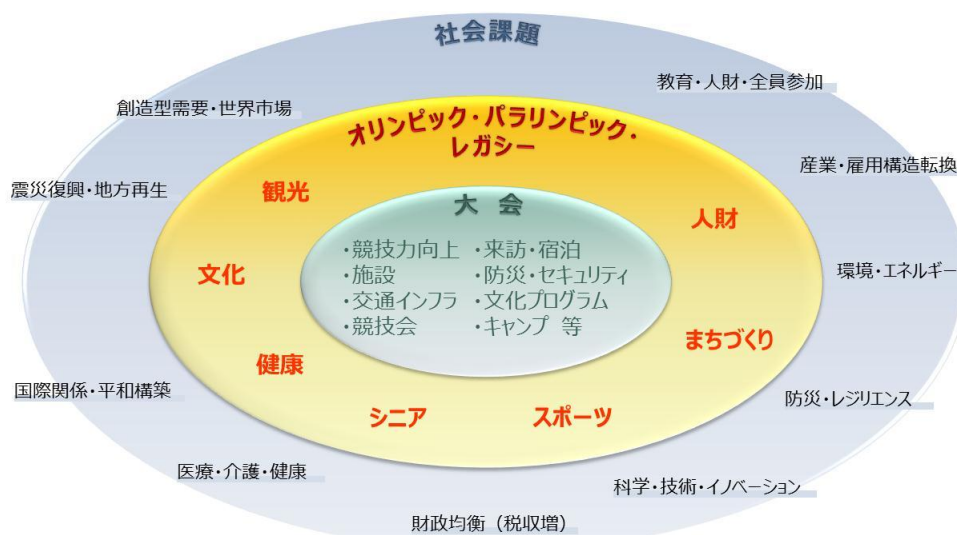 社会課題
教育・人財・全員参加
創造型需要・世界市場
オリンピック・パラリンピック・
レガシー
産業・雇用構造転換
震災復興・地方再生
観光
大 会
人財
・競技力向上 ・来訪・宿泊
・施設 ・防災・セキュリティ
・交通インフラ ・文化プログラム
・競技会 ・キャンプ 等
文化
環境・エネルギー
まちづくり
健康
国際関係・平和構築
防災・レジリエンス
シニア
スポーツ
医療・介護・健康
科学・技術・イノベーション
財政均衡（税収増）